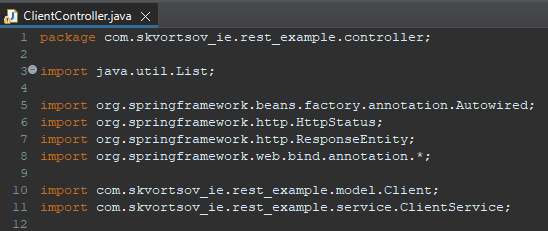 ClientController.java
1 package com.skvortsov_ie.rest_example.controller;
2
3 import java.util.List;
4
5 import org.springframework.beans.factory.annotation.Autowired;
6 import org.springframework.http.HttpStatus;
7 import org.springframework.http.ResponseEntity;
8 import org.springframework.web.bind.annotation.*;
9
10 import com.skvortsov_ie.rest_example.model.Client;
11 import com.skvortsov_ie.rest_example.service.ClientService;
12